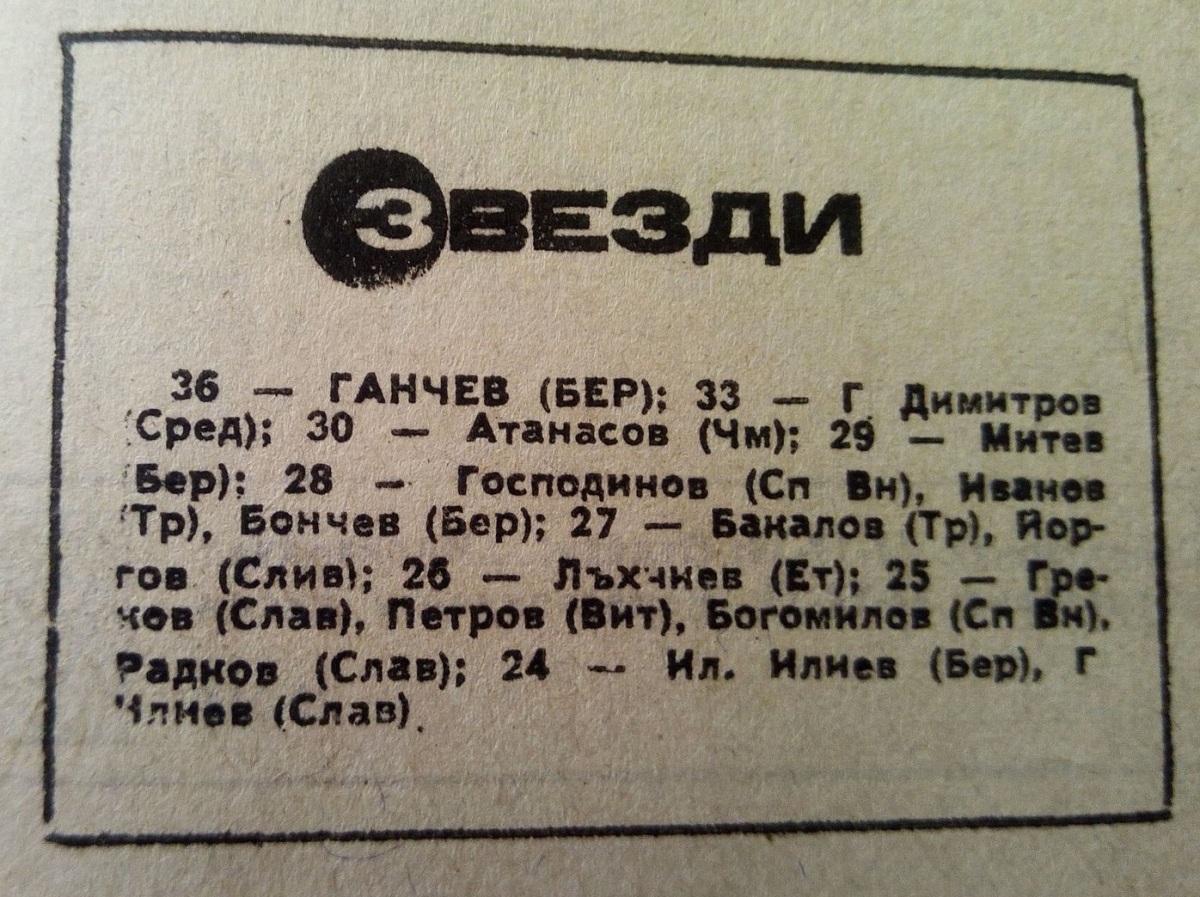 ЗВЕЗДИ
36 — ГАНЧЕВ (БЕР); 33 — Г. Димитров
(Сред); 30 — Атанасов (Чм); 29 — Митев
(Бер); 28 — Господинов (Сп Вн), Иванов
(Тр), Бончев (Бер); 27 — Бакалов (Тр), Йор-
гов (Слив); 26 — Лъхчиев (Ет); 25 — Гре-
ков (Слав), Петров (Вит), Богомилов (Сп Вн),
Радков (Слав); 24 — Ил. Илиев (Бер), Г
Илиев (Слав).